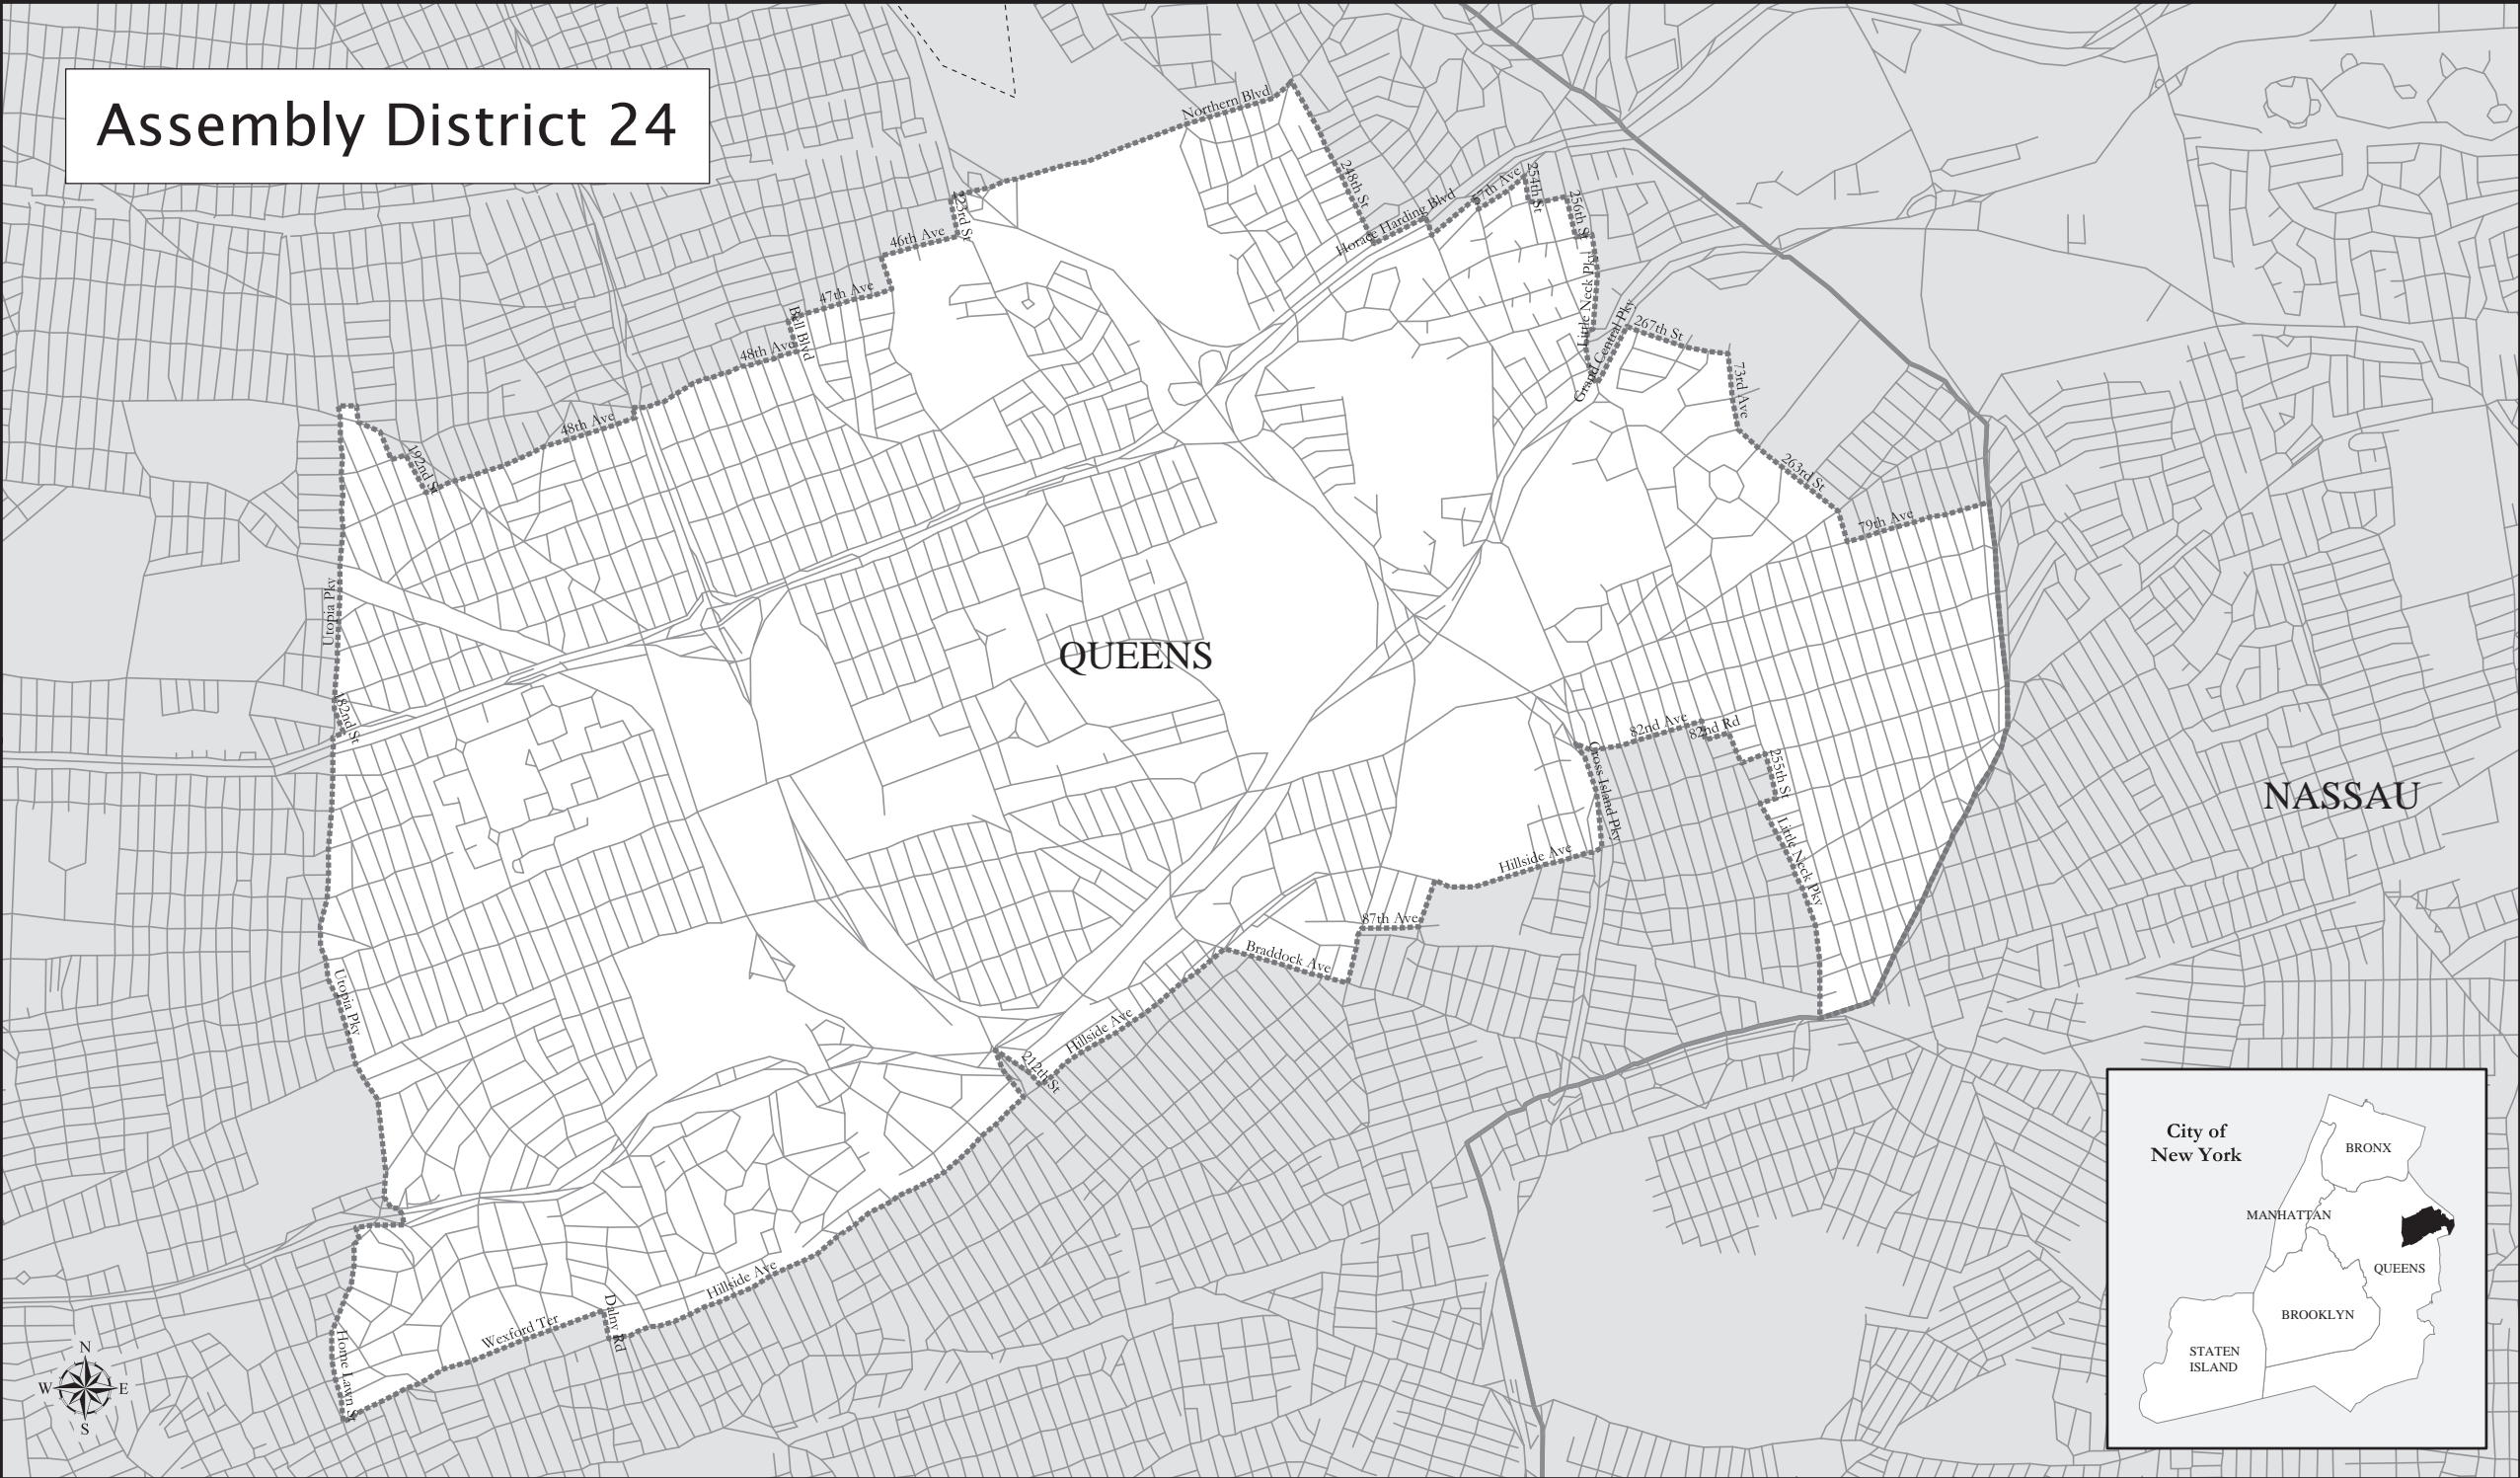 Assembly District 24
Northern Blvd
248th St
Horace Harding Blvd
57th Ave
254th St
256th St
Little Neck Pkwy
Grand Central Pky
267th St
73rd Ave
263rd St
79th Ave
46th Ave
47th Ave
Bell Blvd
48th Ave
48th Ave
192nd St
Utopia Pky
182nd St
QUEENS
NASSAU
82nd Ave
82nd Rd
255th St
Cross Island Pky
Little Neck Pky
Hillside Ave
87th Ave
Braddock Ave
Utopia Pky
Hillside Ave
212th St
Hillside Ave
Dalny Rd
Wexford Ter
Home Lawn St
N
W
E
S
City of
New York
BRONX
MANHATTAN
QUEENS
BROOKLYN
STATEN
ISLAND